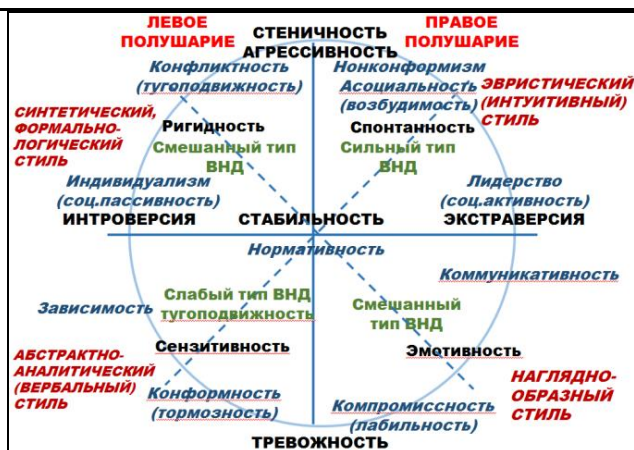 ЛЕВОЕ
ПОЛУШАРИЕ
СТЕНИЧНОСТЬ
АГРЕССИВНОСТЬ
ПРАВОЕ
ПОЛУШАРИЕ
Конфликтность
(тугоподвижность)
Нонконформизм
Асоциальность
(возбудимость)
ЭВРИСТИЧЕСКИЙ
(ИНТУИТИВНЫЙ)
СТИЛЬ
СИНТЕТИЧЕСКИЙ,
ФОРМАЛЬНО-
ЛОГИЧЕСКИЙ
СТИЛЬ
Ригидность
Смешанный тип
ВНД
Спонтанность
Сильный тип
ВНД
Индивидуализм
(соц.пассивность)
ИНТРОВЕРСИЯ
СТАБИЛЬНОСТЬ
Лидерство
(соц.активность)
ЭКСТРАВЕРСИЯ
Нормативность
Коммуникативность
Зависимость
Слабый тип ВНД
тугоподвижность
Смешанный
тип ВНД
Сензитивность
Эмотивность
АБСТРАКТНО-
АНАЛИТИЧЕСКИЙ
(ВЕРБАЛЬНЫЙ)
СТИЛЬ
Конформность
(тормозность)
Компромиссность
(лабильность)
НАГЛЯДНО-
ОБРАЗНЫЙ
СТИЛЬ
ТРЕВОЖНОСТЬ